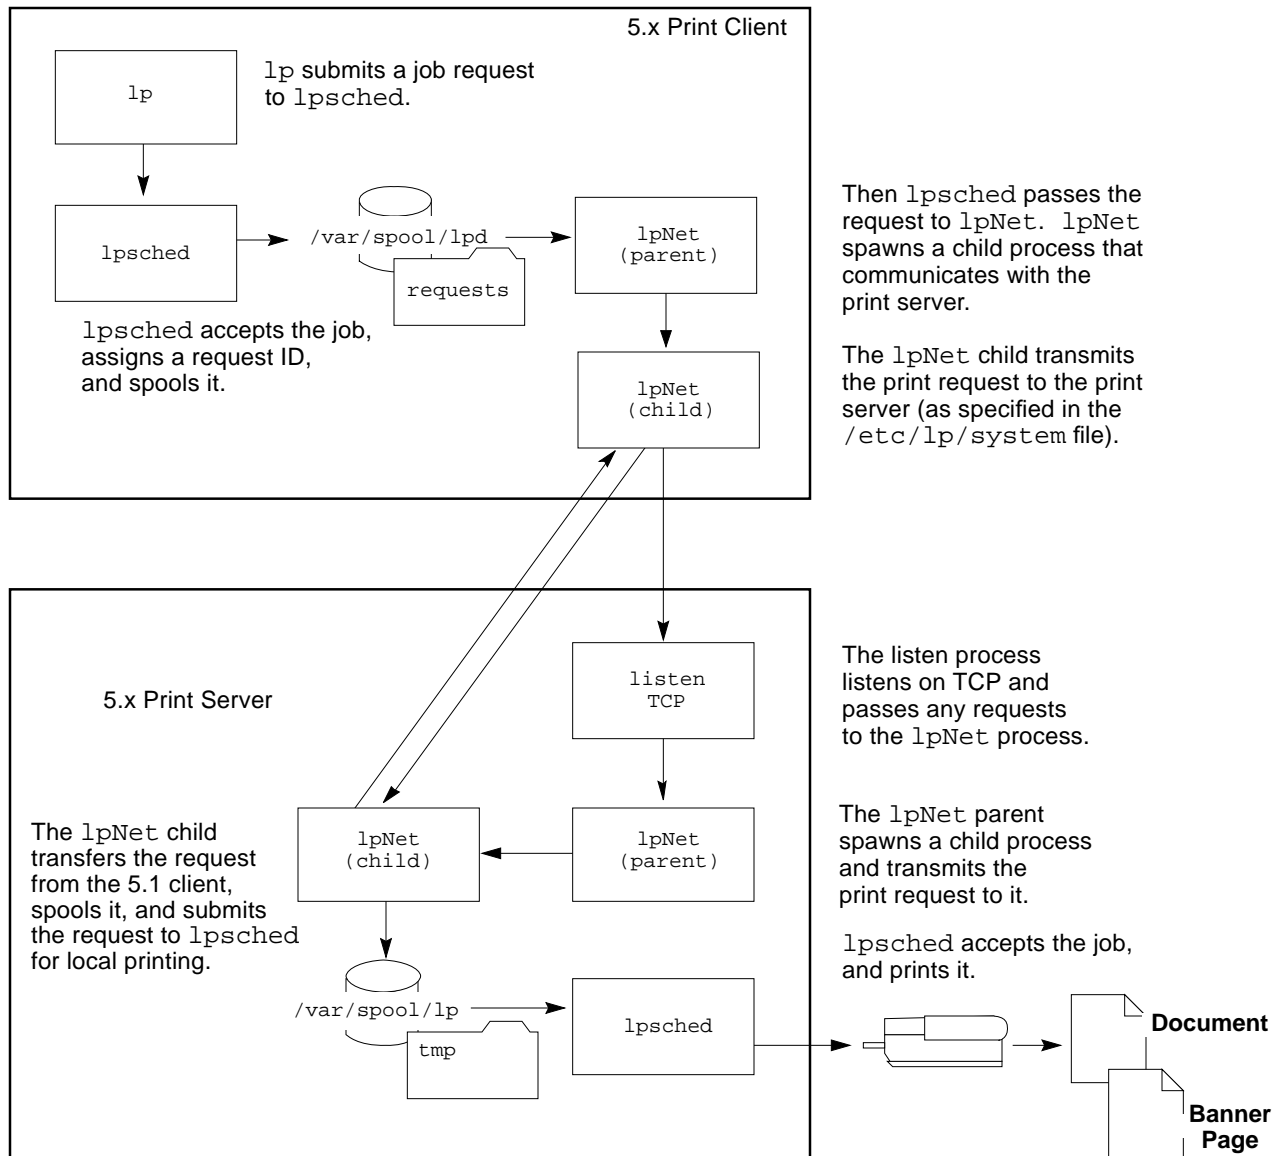 5.x Print Client
lp
lp submits a job request
to lpsched.
lpsched
/var/spool/lpd
requests
lpNet
(parent)
lpsched accepts the job,
assigns a request ID,
and spools it.
lpNet
(child)
Then lpsched passes the
request to lpNet. lpNet
spawns a child process that
communicates with the
print server.
The lpNet child transmits
the print request to the print
server (as specified in the
/etc/lp/system file).
5.x Print Server
listen
TCP
The listen process
listens on TCP and
passes any requests
to the lpNet process.
lpNet
(child)
lpNet
(parent)
The lpNet child
transfers the request
from the 5.1 client,
spools it, and submits
the request to lpsched
for local printing.
The lpNet parent
spawns a child process
and transmits the
print request to it.
lpsched accepts the job,
and prints it.
/var/spool/lp
tmp
lpsched
Document
Banner
Page